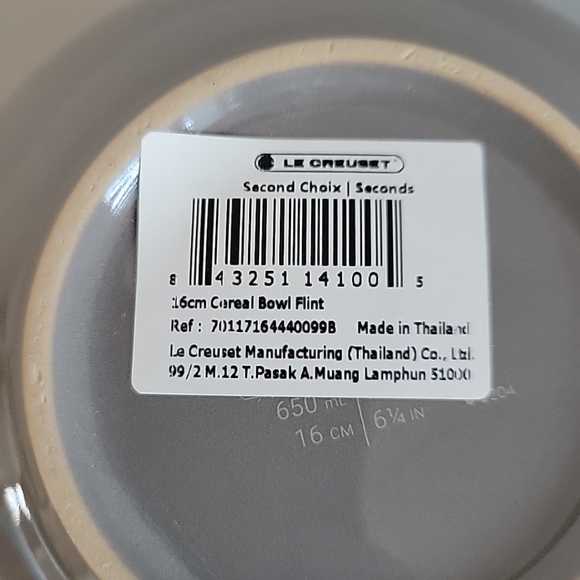 LE CREUSET
Second Choix | Seconds
8 43251 14100 5
16cm Cereal Bowl Flint
Ref : 70117164440099B Made in Thailand
Le Creuset Manufacturing (Thailand) Co., Ltd.
99/2 M.12 T.Pasak A.Muang Lamphun 51000
650 mL
16 CM | 6¼ IN